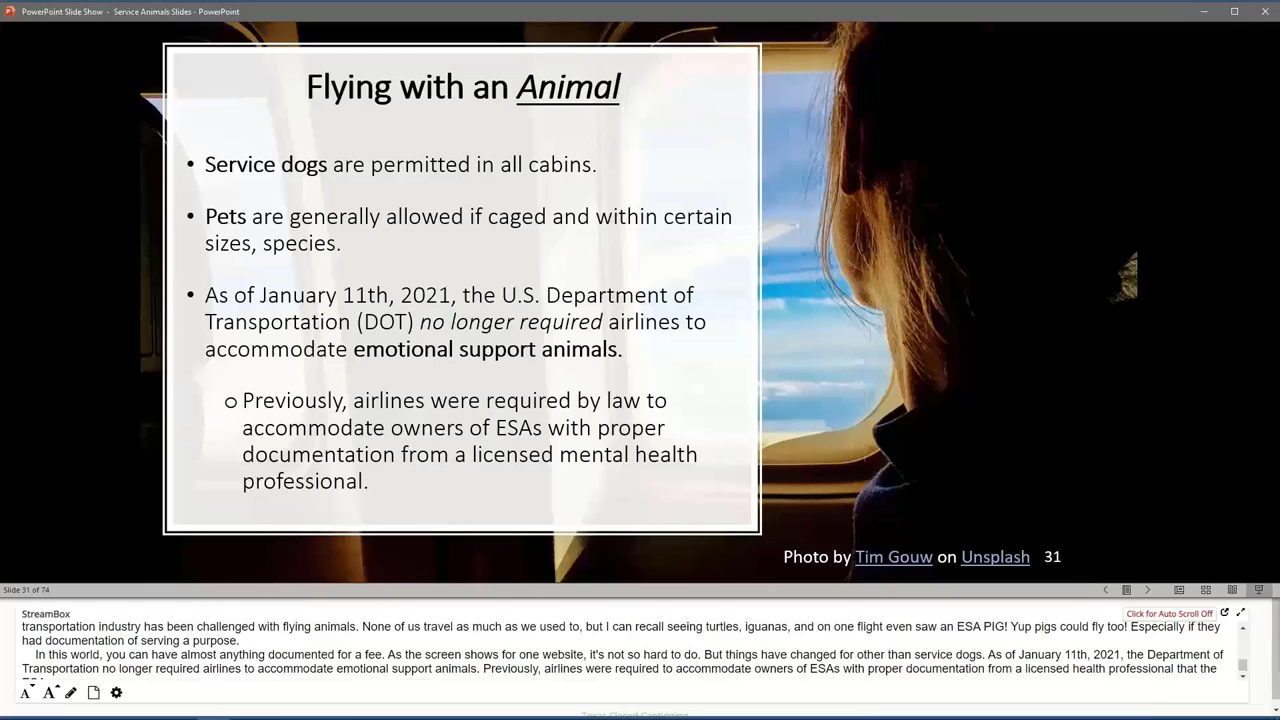 PowerPoint Slide Show - Service Animals Slides - PowerPoint
Flying with an Animal
• Service dogs are permitted in all cabins.
• Pets are generally allowed if caged and within certain
sizes, species.
• As of January 11th, 2021, the U.S. Department of
Transportation (DOT) no longer required airlines to
accommodate emotional support animals.
o Previously, airlines were required by law to
accommodate owners of ESAs with proper
documentation from a licensed mental health
professional.
Photo by Tim Gouw on Unsplash 31
Slide 31 of 74
StreamBox
Click for Auto Scroll Off
transportation industry has been challenged with flying animals. None of us travel as much as we used to, but I can recall seeing turtles, iguanas, and on one flight even saw an ESA PIG! Yup pigs could fly too! Especially if they
had documentation of serving a purpose.
In this world, you can have almost anything documented for a fee. As the screen shows for one website, it's not so hard to do. But things have changed for other than service dogs. As of January 11th, 2021, the Department of
Transportation no longer required airlines to accommodate emotional support animals. Previously, airlines were required to accommodate owners of ESAs with proper documentation from a licensed health professional that the
A A